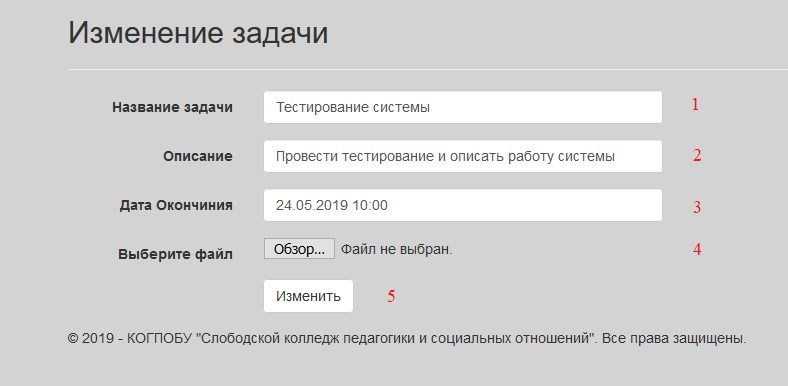 Изменение задачи
Название задачи Тестирование системы 1
Описание Провести тестирование и описать работу системы 2
Дата Окончиния 24.05.2019 10:00 3
Выберите файл Обзор... Файл не выбран. 4
Изменить 5
© 2019 - КОГПОБУ "Слободской колледж педагогики и социальных отношений". Все права защищены.